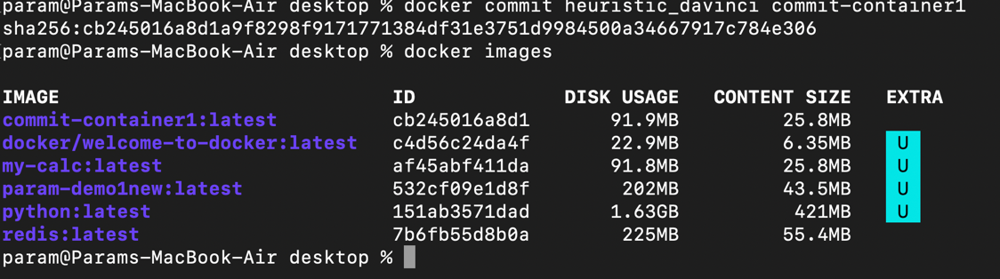 (param@Params-MacBook-Air desktop % docker commit heuristic_davinci commit-container1
sha256:cb245016a8d1a9f8298f9171771384df31e3751d9984500a34667917c784e306
(param@Params-MacBook-Air desktop % docker images
IMAGE ID DISK USAGE CONTENT SIZE EXTRA
commit-container1:latest cb245016a8d1 91.9MB 25.8MB
docker/welcome-to-docker:latest c4d56c24da4f 22.9MB 6.35MB U
my-calc:latest af45abf411da 91.8MB 25.8MB U
param-demo1new:latest 532cf09e1d8f 202MB 43.5MB U
python:latest 151ab3571dad 1.63GB 421MB U
redis:latest 7b6fb55d8b0a 225MB 55.4MB
param@Params-MacBook-Air desktop %